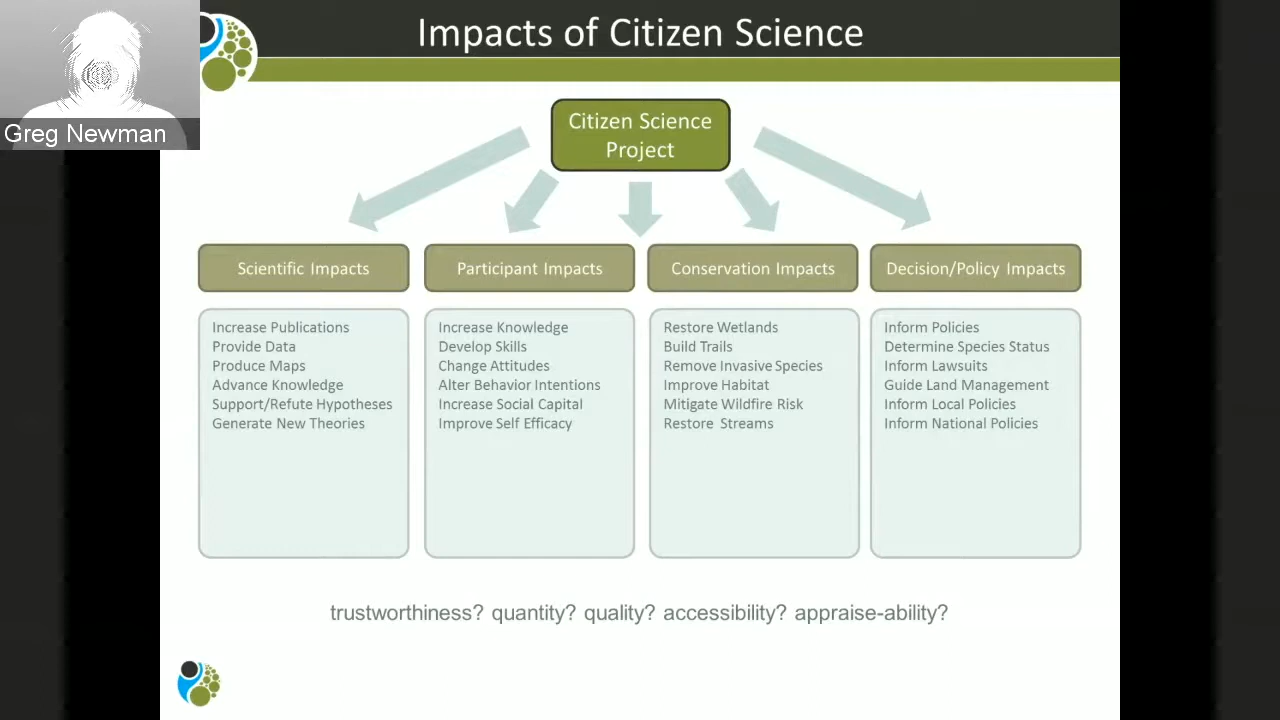 Impacts of Citizen Science
Greg Newman
Citizen Science
Project
Scientific Impacts
Increase Publications
Provide Data
Produce Maps
Advance Knowledge
Support/Refute Hypotheses
Generate New Theories
Participant Impacts
Increase Knowledge
Develop Skills
Change Attitudes
Alter Behavior Intentions
Increase Social Capital
Improve Self Efficacy
Conservation Impacts
Restore Wetlands
Build Trails
Remove Invasive Species
Improve Habitat
Mitigate Wildfire Risk
Restore Streams
Decision/Policy Impacts
Inform Policies
Determine Species Status
Inform Lawsuits
Guide Land Management
Inform Local Policies
Inform National Policies
trustworthiness? quantity? quality? accessibility? appraise-ability?